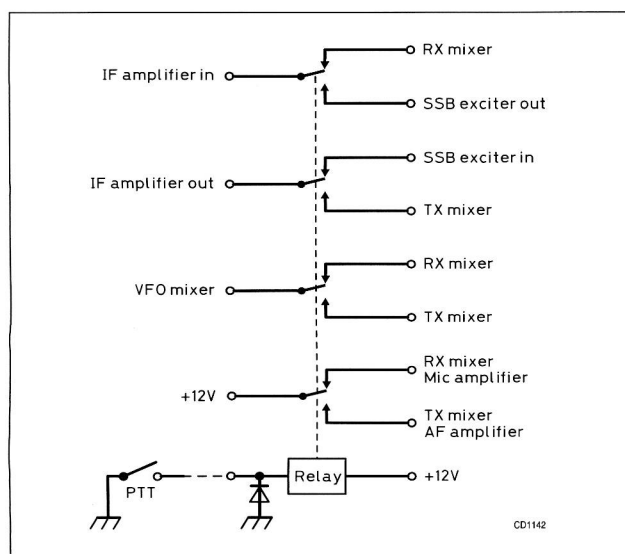 RX mixer
IF amplifier in
SSB exciter out
SSB exciter in
IF amplifier out
TX mixer
RX mixer
VFO mixer
TX mixer
RX mixer
Mic amplifier
+12V
TX mixer
AF amplifier
Relay
+12V
PTT
CD1142